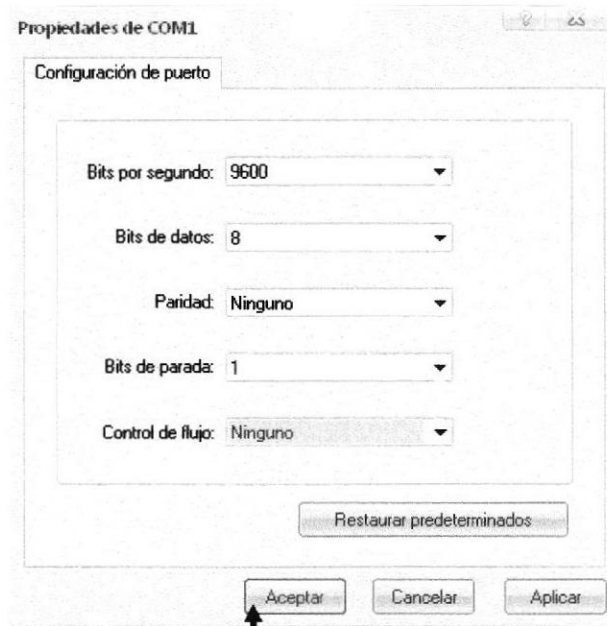 Propiedades de COM1
Configuración de puerto
Bits por segundo: 9600
Bits de datos: 8
Paridad: Ninguno
Bits de parada: 1
Control de flujo: Ninguno
Restaurar predeterminados
Aceptar Cancelar Aplicar